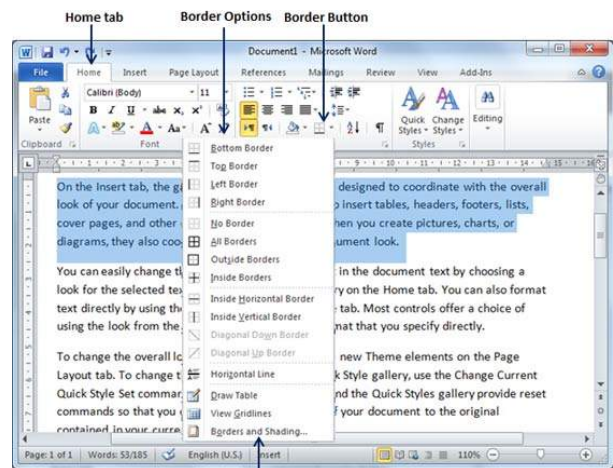 Home tab Border Options Border Button
Document1 - Microsoft Word
File Home Insert Page Layout References Mailings Review View Add-Ins
Calibri (Body) 11
Paste B I U abc x, x²
Aa A
Quick Styles Change Styles Editing
Clipboard Font Styles
On the Insert tab, the ga designed to coordinate with the overall
look of your document. insert tables, headers, footers, lists,
cover pages, and other hen you create pictures, charts, or
diagrams, they also coo ument look.
You can easily change t in the document text by choosing a
look for the selected te ry on the Home tab. You can also format
text directly by using the tab. Most controls offer a choice of
using the look from the mat that you specify directly.
To change the overall lo new Theme elements on the Page
Layout tab. To change t k Style gallery, use the Change Current
Quick Style Set comma nd the Quick Styles gallery provide reset
commands so that you your document to the original
contained in your curre
Bottom Border
Top Border
Left Border
Right Border
No Border
All Borders
Outside Borders
Inside Borders
Inside Horizontal Border
Inside Vertical Border
Diagonal Down Border
Diagonal Up Border
Horizontal Line
Draw Table
View Gridlines
Borders and Shading...
Page: 1 of 1 Words: 53/185 English (U.S.) Insert 110%